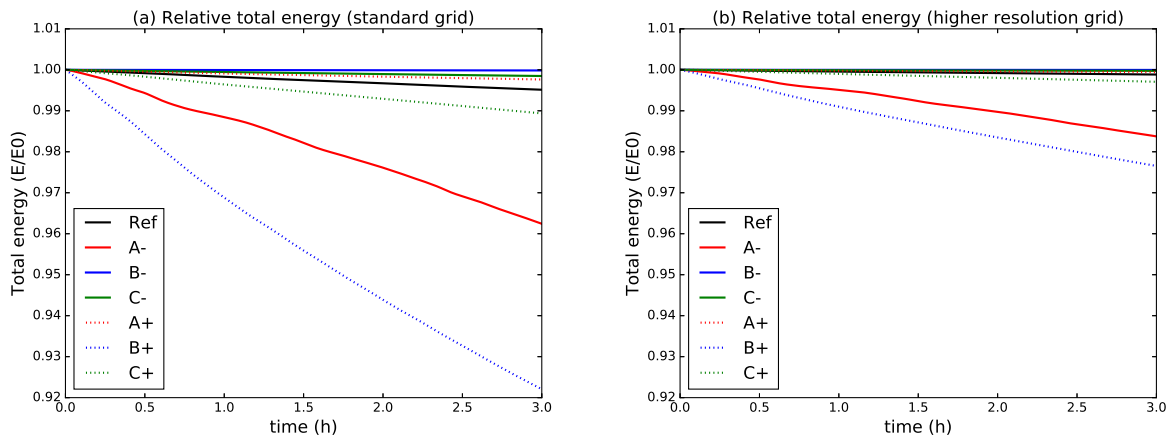 (a) Relative total energy (standard grid)
1.01
1.00
0.99
0.98
0.97
0.96
0.95
0.94
0.93
0.92
Total energy (E/E0)
Ref
A-
B-
C-
A+
B+
C+
0.0 0.5 1.0 1.5 2.0 2.5 3.0
time (h)
(b) Relative total energy (higher resolution grid)
1.01
1.00
0.99
0.98
0.97
0.96
0.95
0.94
0.93
0.92
Total energy (E/E0)
Ref
A-
B-
C-
A+
B+
C+
0.0 0.5 1.0 1.5 2.0 2.5 3.0
time (h)